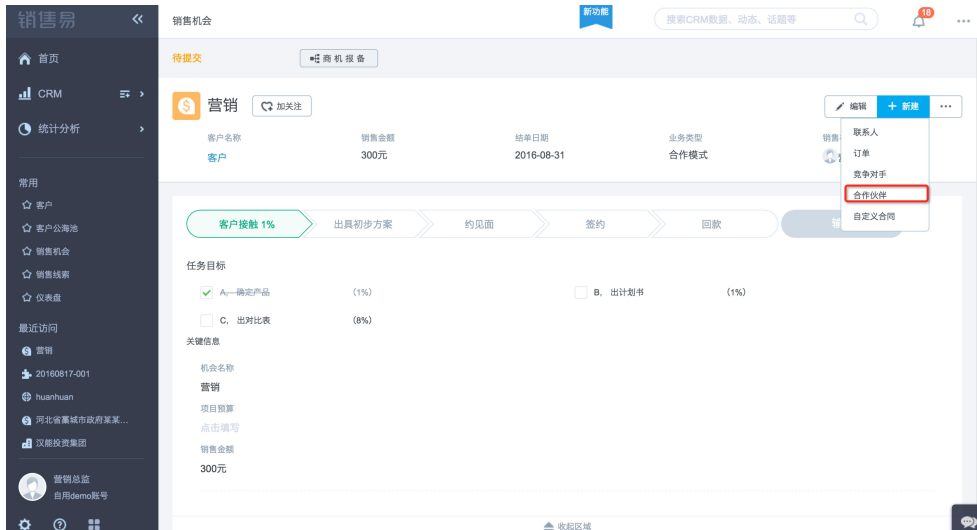 销售易
销售机会
新功能
搜索CRM数据、动态、话题等
18
首页
CRM
统计分析
常用
客户
客户公海池
销售机会
销售线索
仪表盘
最近访问
营销
20160817-001
huanhuan
河北省藁城市政府某某...
汉能投资集团
营销总监
自用demo账号
待提交
商机报备
营销
加关注
编辑
新建
客户名称
销售金额
结单日期
业务类型
销售
客户
300元
2016-08-31
合作模式
联系人
订单
竞争对手
合作伙伴
自定义合同
客户接触 1%
出具初步方案
约见面
签约
回款
任务目标
A、确定产品 (1%)
B、出计划书 (1%)
C、出对比表 (8%)
关键信息
机会名称
营销
项目预算
点击填写
销售金额
300元
收起区域